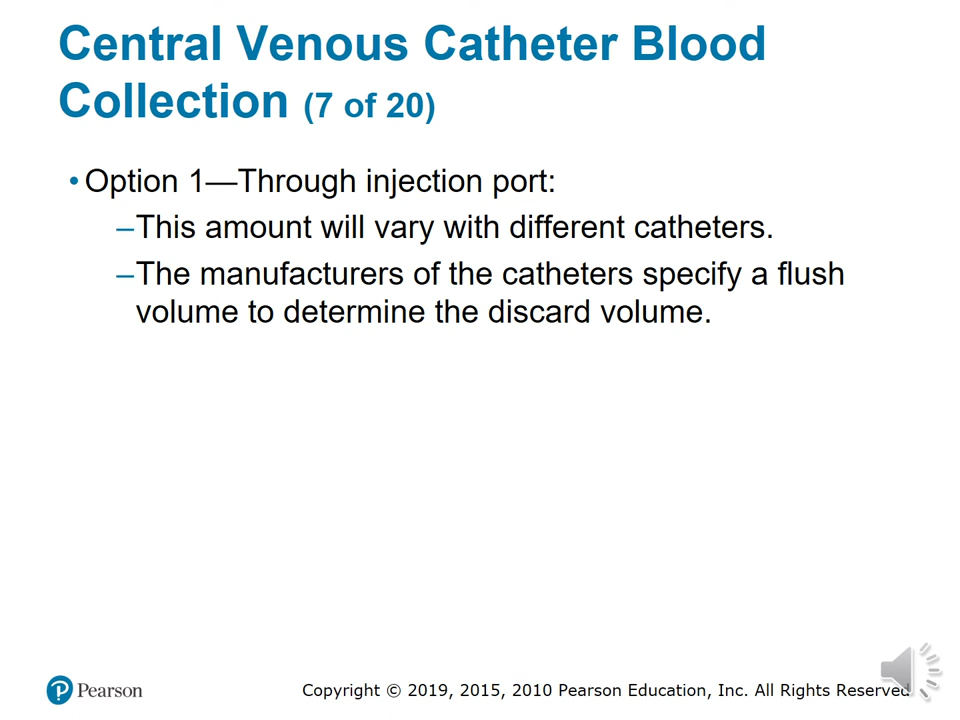 Central Venous Catheter Blood
Collection (7 of 20)
• Option 1—Through injection port:
–This amount will vary with different catheters.
–The manufacturers of the catheters specify a flush
volume to determine the discard volume.
P Pearson
Copyright © 2019, 2015, 2010 Pearson Education, Inc. All Rights Reserved